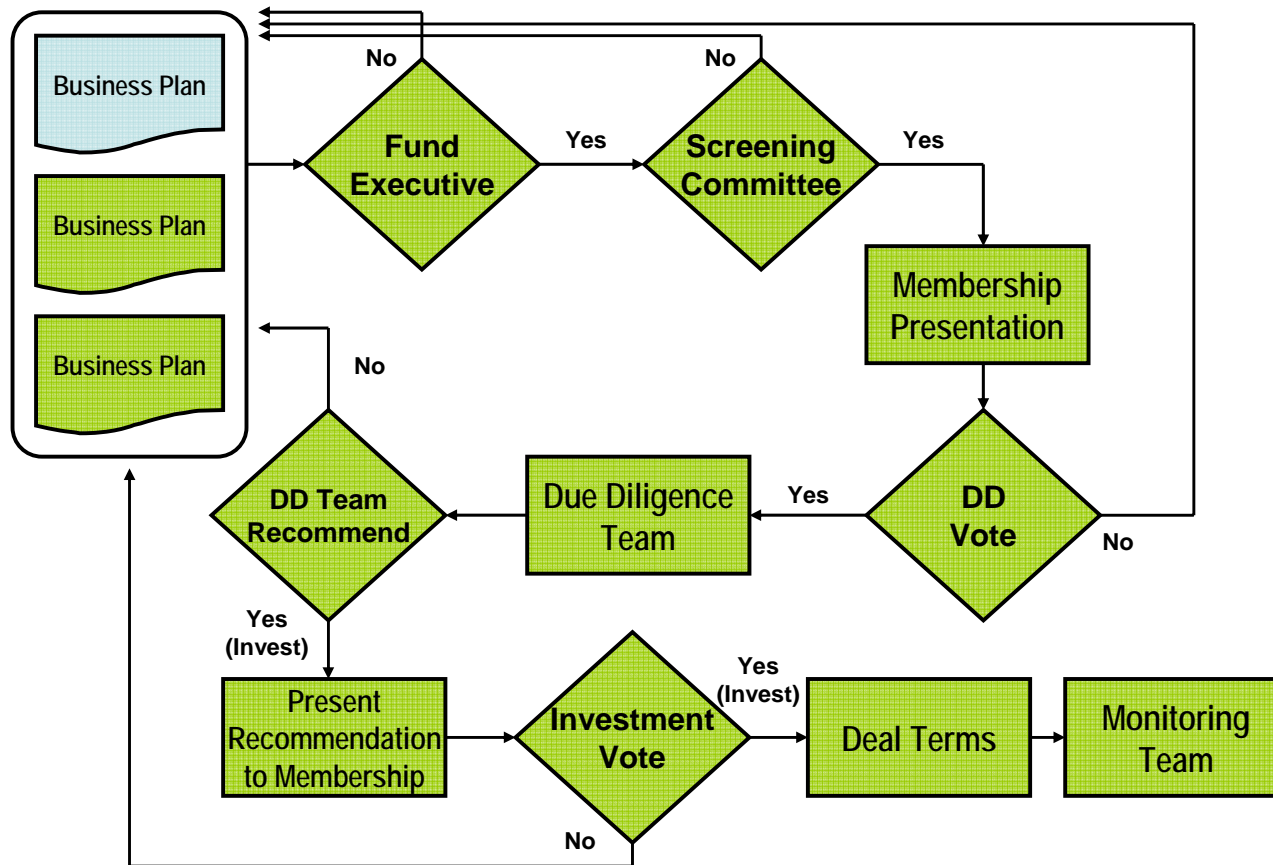 Business Plan
Business Plan
Business Plan
No
Fund
Executive
Yes
No
Screening
Committee
Yes
Membership
Presentation
DD
Vote
No
Yes
Due Diligence
Team
DD Team
Recommend
No
Yes
(Invest)
Present
Recommendation
to Membership
Investment
Vote
No
Yes
(Invest)
Deal Terms
Monitoring
Team